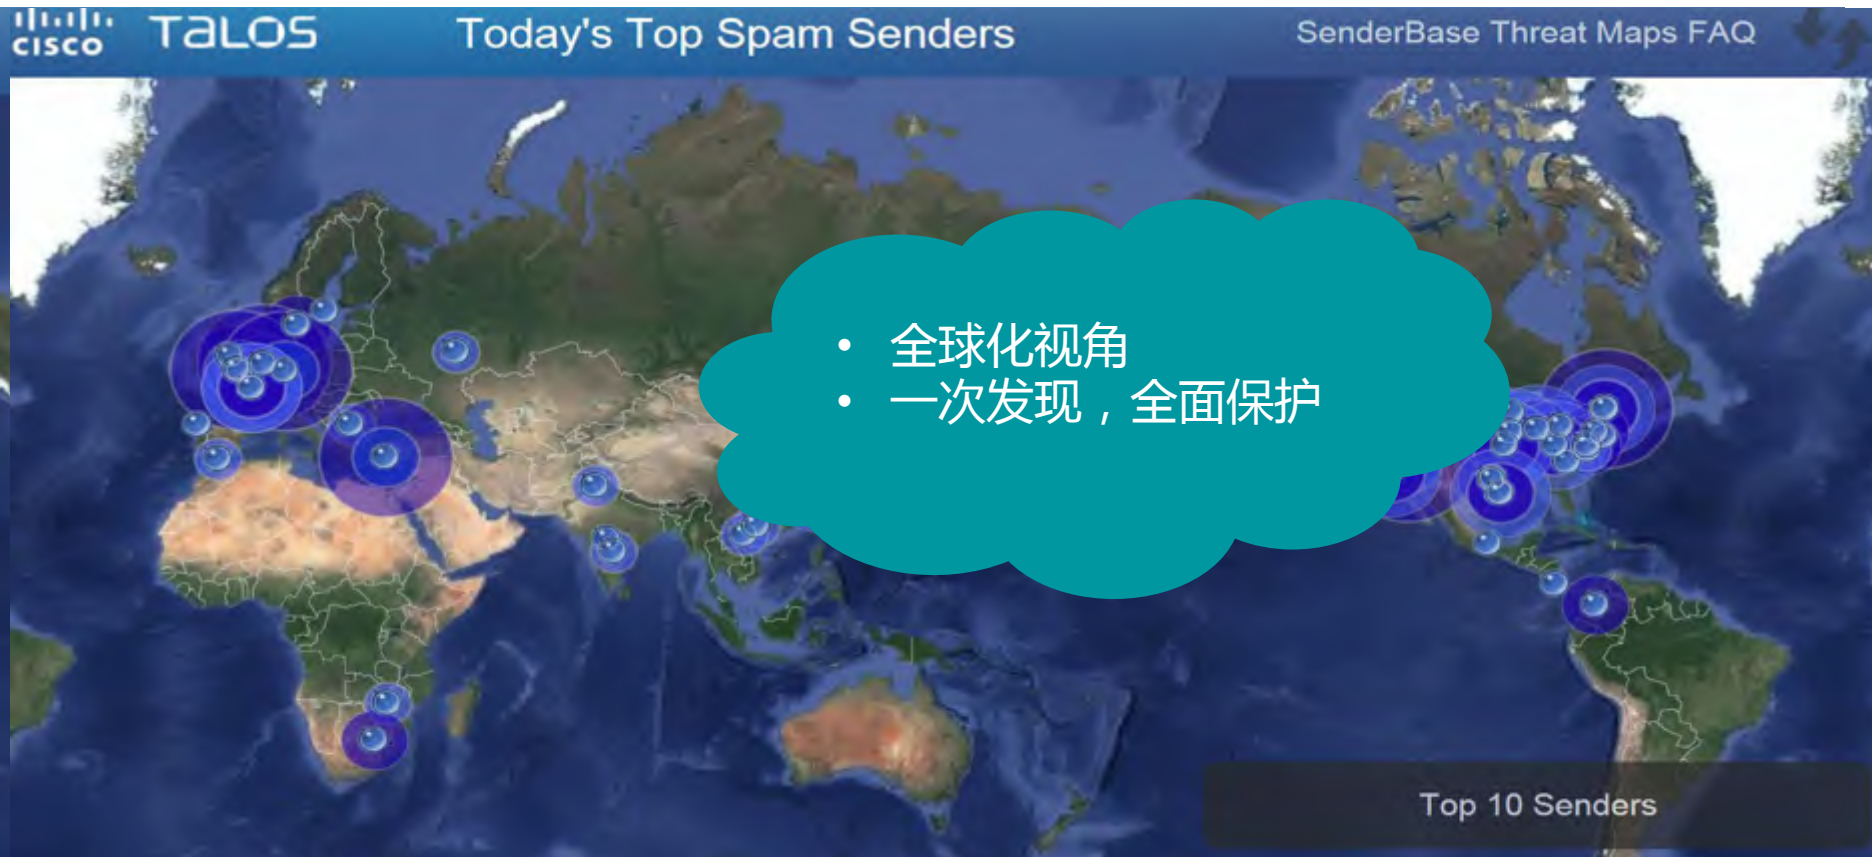 CISCO TALOS Today's Top Spam Senders SenderBase Threat Maps FAQ
• 全球化视角
• 一次发现，全面保护
Top 10 Senders